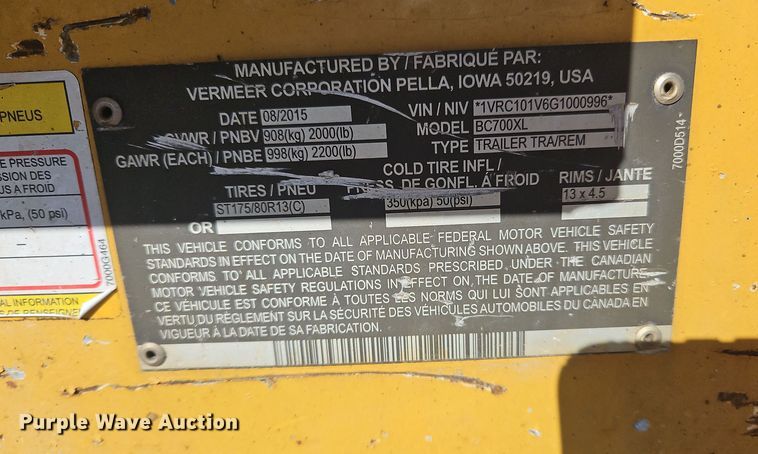 MANUFACTURED BY / FABRIQUÉ PAR:
VERMEER CORPORATION PELLA, IOWA 50219, USA
DATE 08/2015 VIN / NIV *1VRC101V6G1000996*
GVWR / PNBV 908(kg) 2000(lb) MODEL BC700XL
GAWR (EACH) / PNBE 998(kg) 2200(lb) TYPE TRAILER TRA/REM
COLD TIRE INFL /
TIRES / PNEU PRESS. DE GONFL. À FROID RIMS / JANTE
ST175/80R13(C) 350(kpa) 50(psi) 13 x 4.5
OR
THIS VEHICLE CONFORMS TO ALL APPLICABLE FEDERAL MOTOR VEHICLE SAFETY
STANDARDS IN EFFECT ON THE DATE OF MANUFACTURING SHOWN ABOVE. THIS VEHICLE
CONFORMS TO ALL APPLICABLE STANDARDS PRESCRIBED, UNDER THE CANADIAN
MOTOR VEHICLE SAFETY REGULATIONS IN EFFECT ON, THE DATE OF MANUFACTURE
CE VÉHICULE EST CONFORME À TOUTES LES NORMS QUI LUI SONT APPLICABLES EN
VERTU DU RÈGLEMENT SUR LA SÉCURITÉ DES VÉHICULES AUTOMOBILES DU CANADA EN
VIGUEUR À LA DATE DE SA FABRICATION.
7000D514
PNEUS
E PRESSURE
SSION DES
US A FROID
kPa, (50 psi)
–
7000G464
AL INFORMATION
Purple Wave Auction